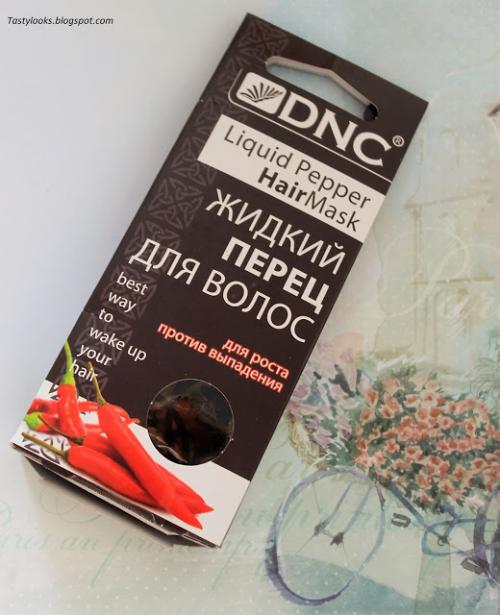 Tastylooks.blogspot.com
DNC®
Liquid Pepper
HairMask
ЖИДКИЙ
ПЕРЕЦ
ДЛЯ ВОЛОС
для роста
против выпадения
best
way
to
wake up
your
hair
Paris